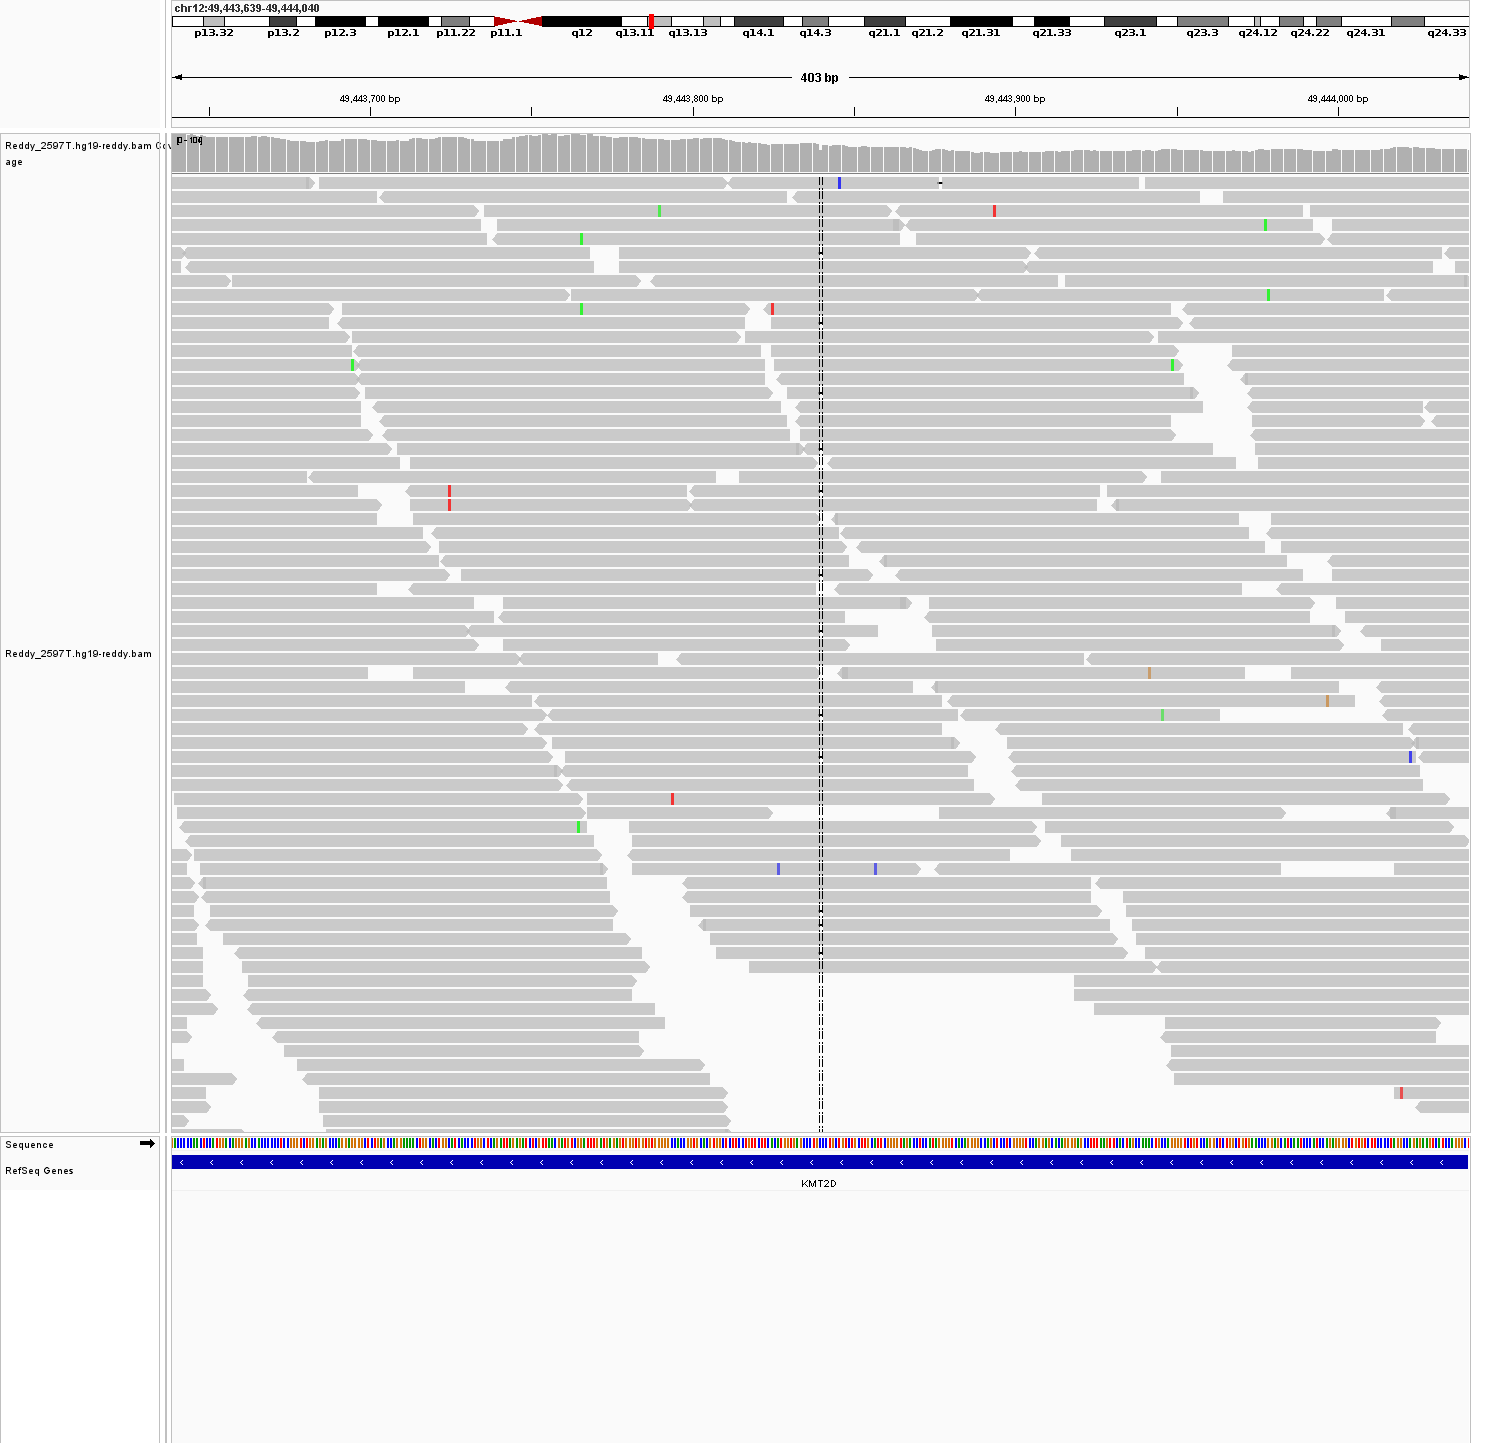 chr12:49,443,639-49,444,040
p13.32 p13.2 p12.3 p12.1 p11.22 p11.1 q12 q13.11 q13.13 q14.1 q14.3 q21.1 q21.2 q21.31 q21.33 q23.1 q23.3 q24.12 q24.22 q24.31 q24.33
403 bp
49,443,700 bp 49,443,800 bp 49,443,900 bp 49,444,000 bp
Reddy_2597T.hg19-reddy.bam Cov
age
Reddy_2597T.hg19-reddy.bam
Sequence
RefSeq Genes
KMT2D